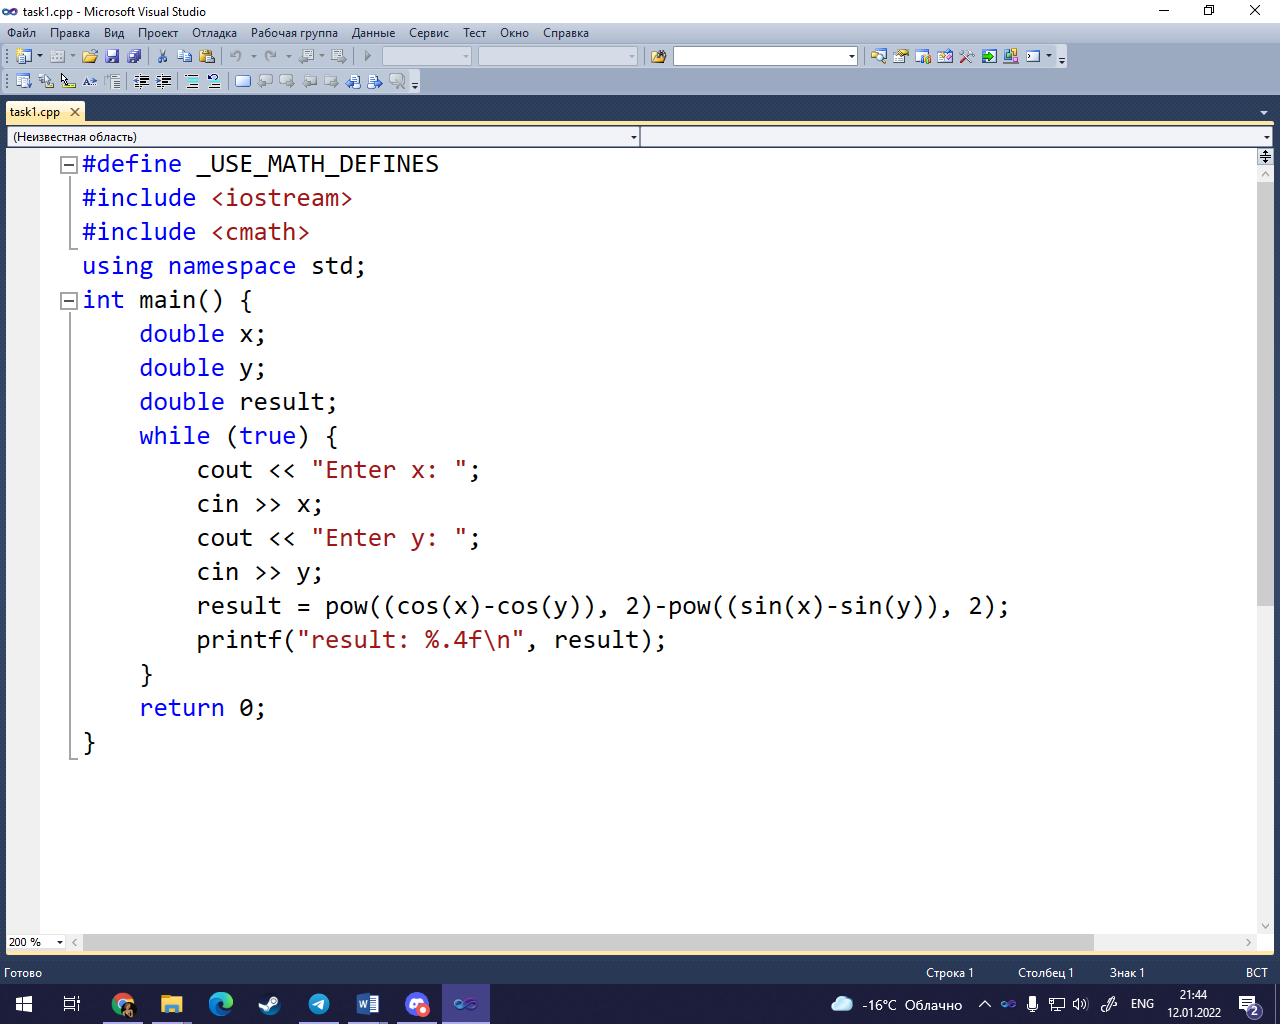 task1.cpp - Microsoft Visual Studio
Файл Правка Вид Проект Отладка Рабочая группа Данные Сервис Тест Окно Справка
task1.cpp
(Неизвестная область)
#define _USE_MATH_DEFINES
#include <iostream>
#include <cmath>
using namespace std;
int main() {
    double x;
    double y;
    double result;
    while (true) {
        cout << "Enter x: ";
        cin >> x;
        cout << "Enter y: ";
        cin >> y;
        result = pow((cos(x)-cos(y)), 2)-pow((sin(x)-sin(y)), 2);
        printf("result: %.4f\n", result);
    }
    return 0;
}
200 %
Готово Строка 1 Столбец 1 Знак 1 ВСТ
-16°C Облачно ENG 21:44
12.01.2022 2